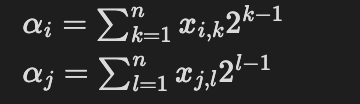 αᵢ = ∑ₖ₌₁ⁿ xᵢ,ₖ2ᵏ⁻¹
αⱼ = ∑ₗ₌₁ⁿ xⱼ,ₗ2ˡ⁻¹